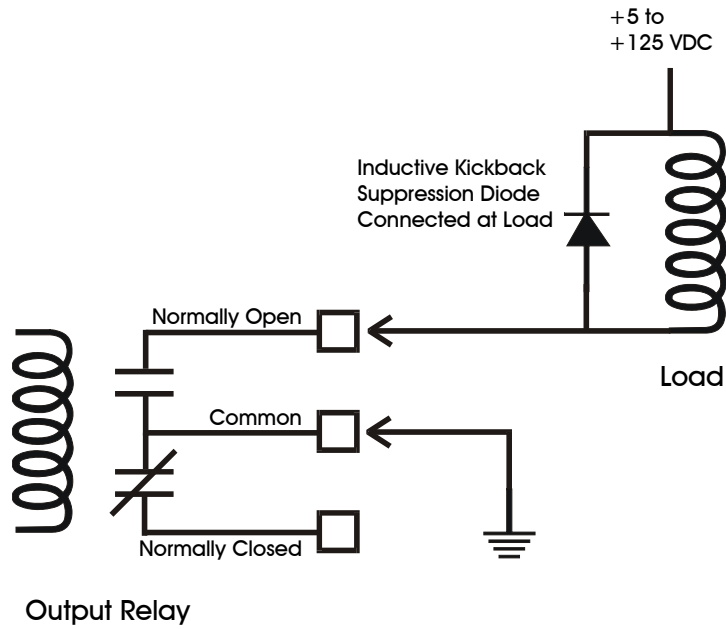 +5 to
+125 VDC
Inductive Kickback
Suppression Diode
Connected at Load
Normally Open
Load
Common
Normally Closed
Output Relay